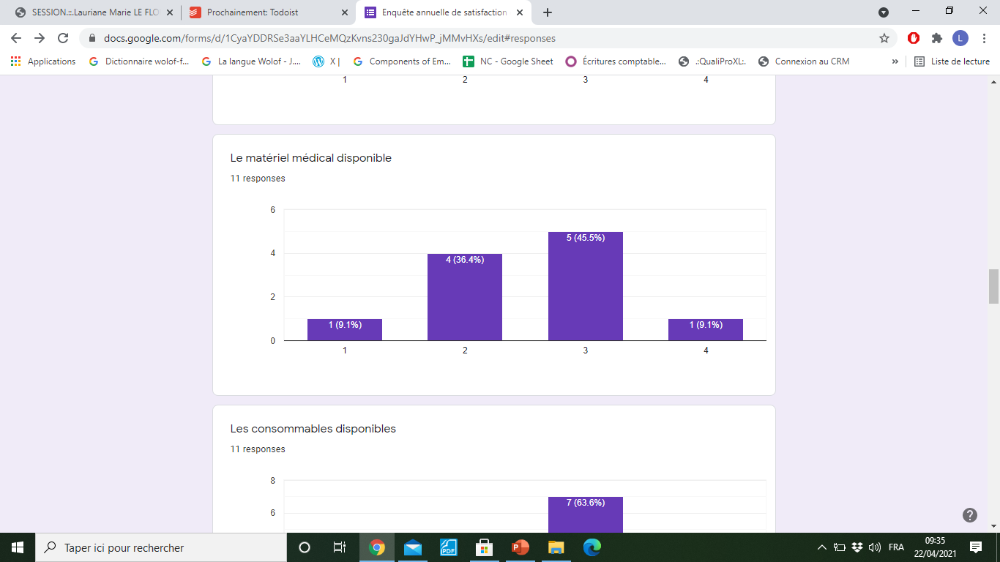 SESSION.::.Lauriane Marie LE FLO
Prochainement: Todoist
Enquête annuelle de satisfaction
docs.google.com/forms/d/1CyaYDDRSe3aaYLHCeMQzKvns230gaJdYHwP_jMMvHXs/edit#responses
L
Applications
Dictionnaire wolof-f...
La langue Wolof - J....
X |
Components of Em...
NC - Google Sheet
Écritures comptable...
.:QualiProXL:.
Connexion au CRM
»
Liste de lecture
1 2 3 4
Le matériel médical disponible
11 responses
6
5 (45.5%)
4
4 (36.4%)
2
1 (9.1%)
1 (9.1%)
0
1 2 3 4
Les consommables disponibles
11 responses
8
7 (63.6%)
6
Taper ici pour rechercher
PDF
FRA
09:35
22/04/2021